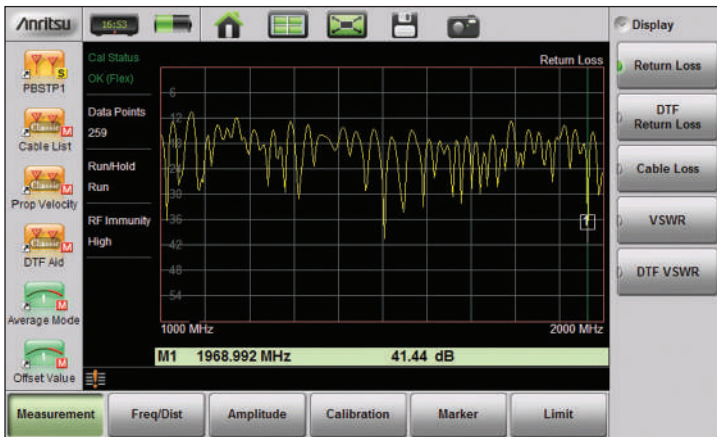 Anritsu
16:53
Display
PBSTP1
S
Classic
M
Cable List
Classic
M
Prop Velocity
Classic
M
DTF Aid
M
Average Mode
M
Offset Value
Cal Status
OK (Flex)
Data Points
259
Run/Hold
Run
RF Immunity
High
Return Loss
6
12
18
30
36
42
48
54
1
1000 MHz
2000 MHz
M1 1968.992 MHz 41.44 dB
Return Loss
DTF
Return Loss
Cable Loss
VSWR
DTF VSWR
Measurement
Freq/Dist
Amplitude
Calibration
Marker
Limit